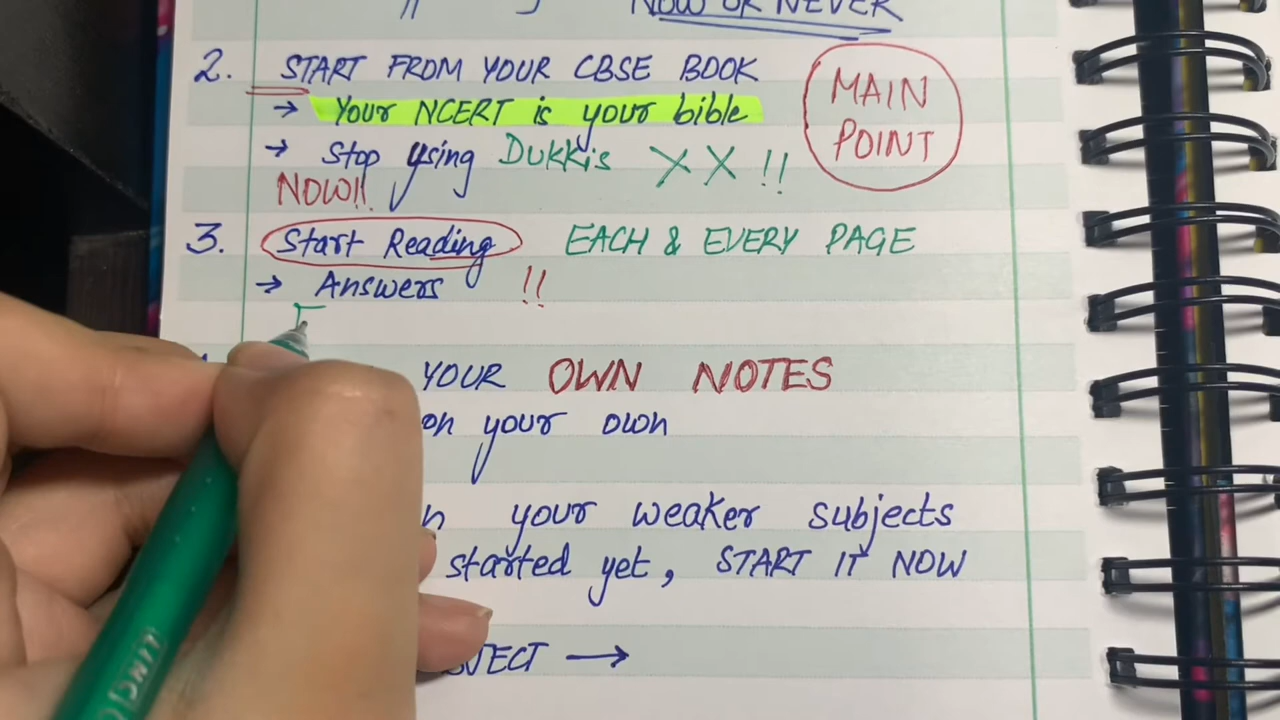 NOW OR NEVER
2. START FROM YOUR CBSE BOOK
→ Your NCERT is your bible
MAIN POINT
→ Stop using Dukkis XX !!
NOW!!
3. Start Reading EACH & EVERY PAGE
→ Answers !!
YOUR OWN NOTES
on your own
your weaker subjects
started yet, START IT NOW
→